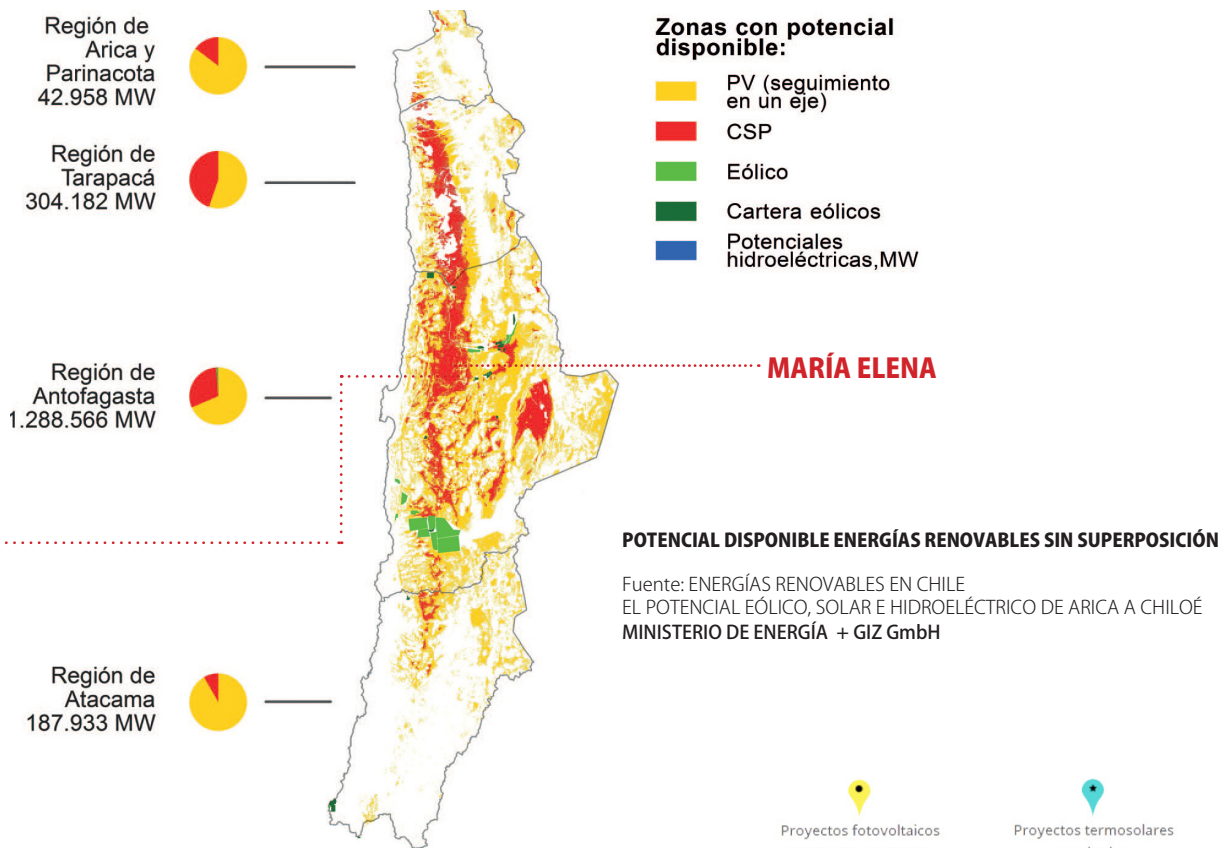 Región de
Arica y
Parinacota
42.958 MW
Región de
Tarapacá
304.182 MW
Región de
Antofagasta
1.288.566 MW
Región de
Atacama
187.933 MW
Zonas con potencial
disponible:
PV (seguimiento
en un eje)
CSP
Eólico
Cartera eólicos
Potenciales
hidroeléctricas,MW
MARÍA ELENA
POTENCIAL DISPONIBLE ENERGÍAS RENOVABLES SIN SUPERPOSICIÓN
Fuente: ENERGÍAS RENOVABLES EN CHILE
EL POTENCIAL EÓLICO, SOLAR E HIDROELÉCTRICO DE ARICA A CHILOÉ
MINISTERIO DE ENERGÍA + GIZ GmbH
Proyectos fotovoltaicos
Proyectos termosolares